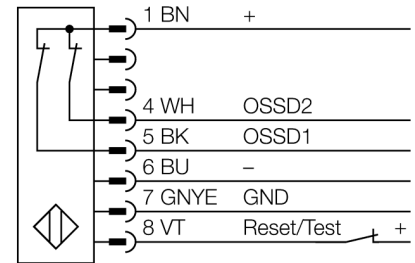 1 BN +
4 WH OSSD2
5 BK OSSD1
6 BU –
7 GNYE GND
8 VT Reset/Test +